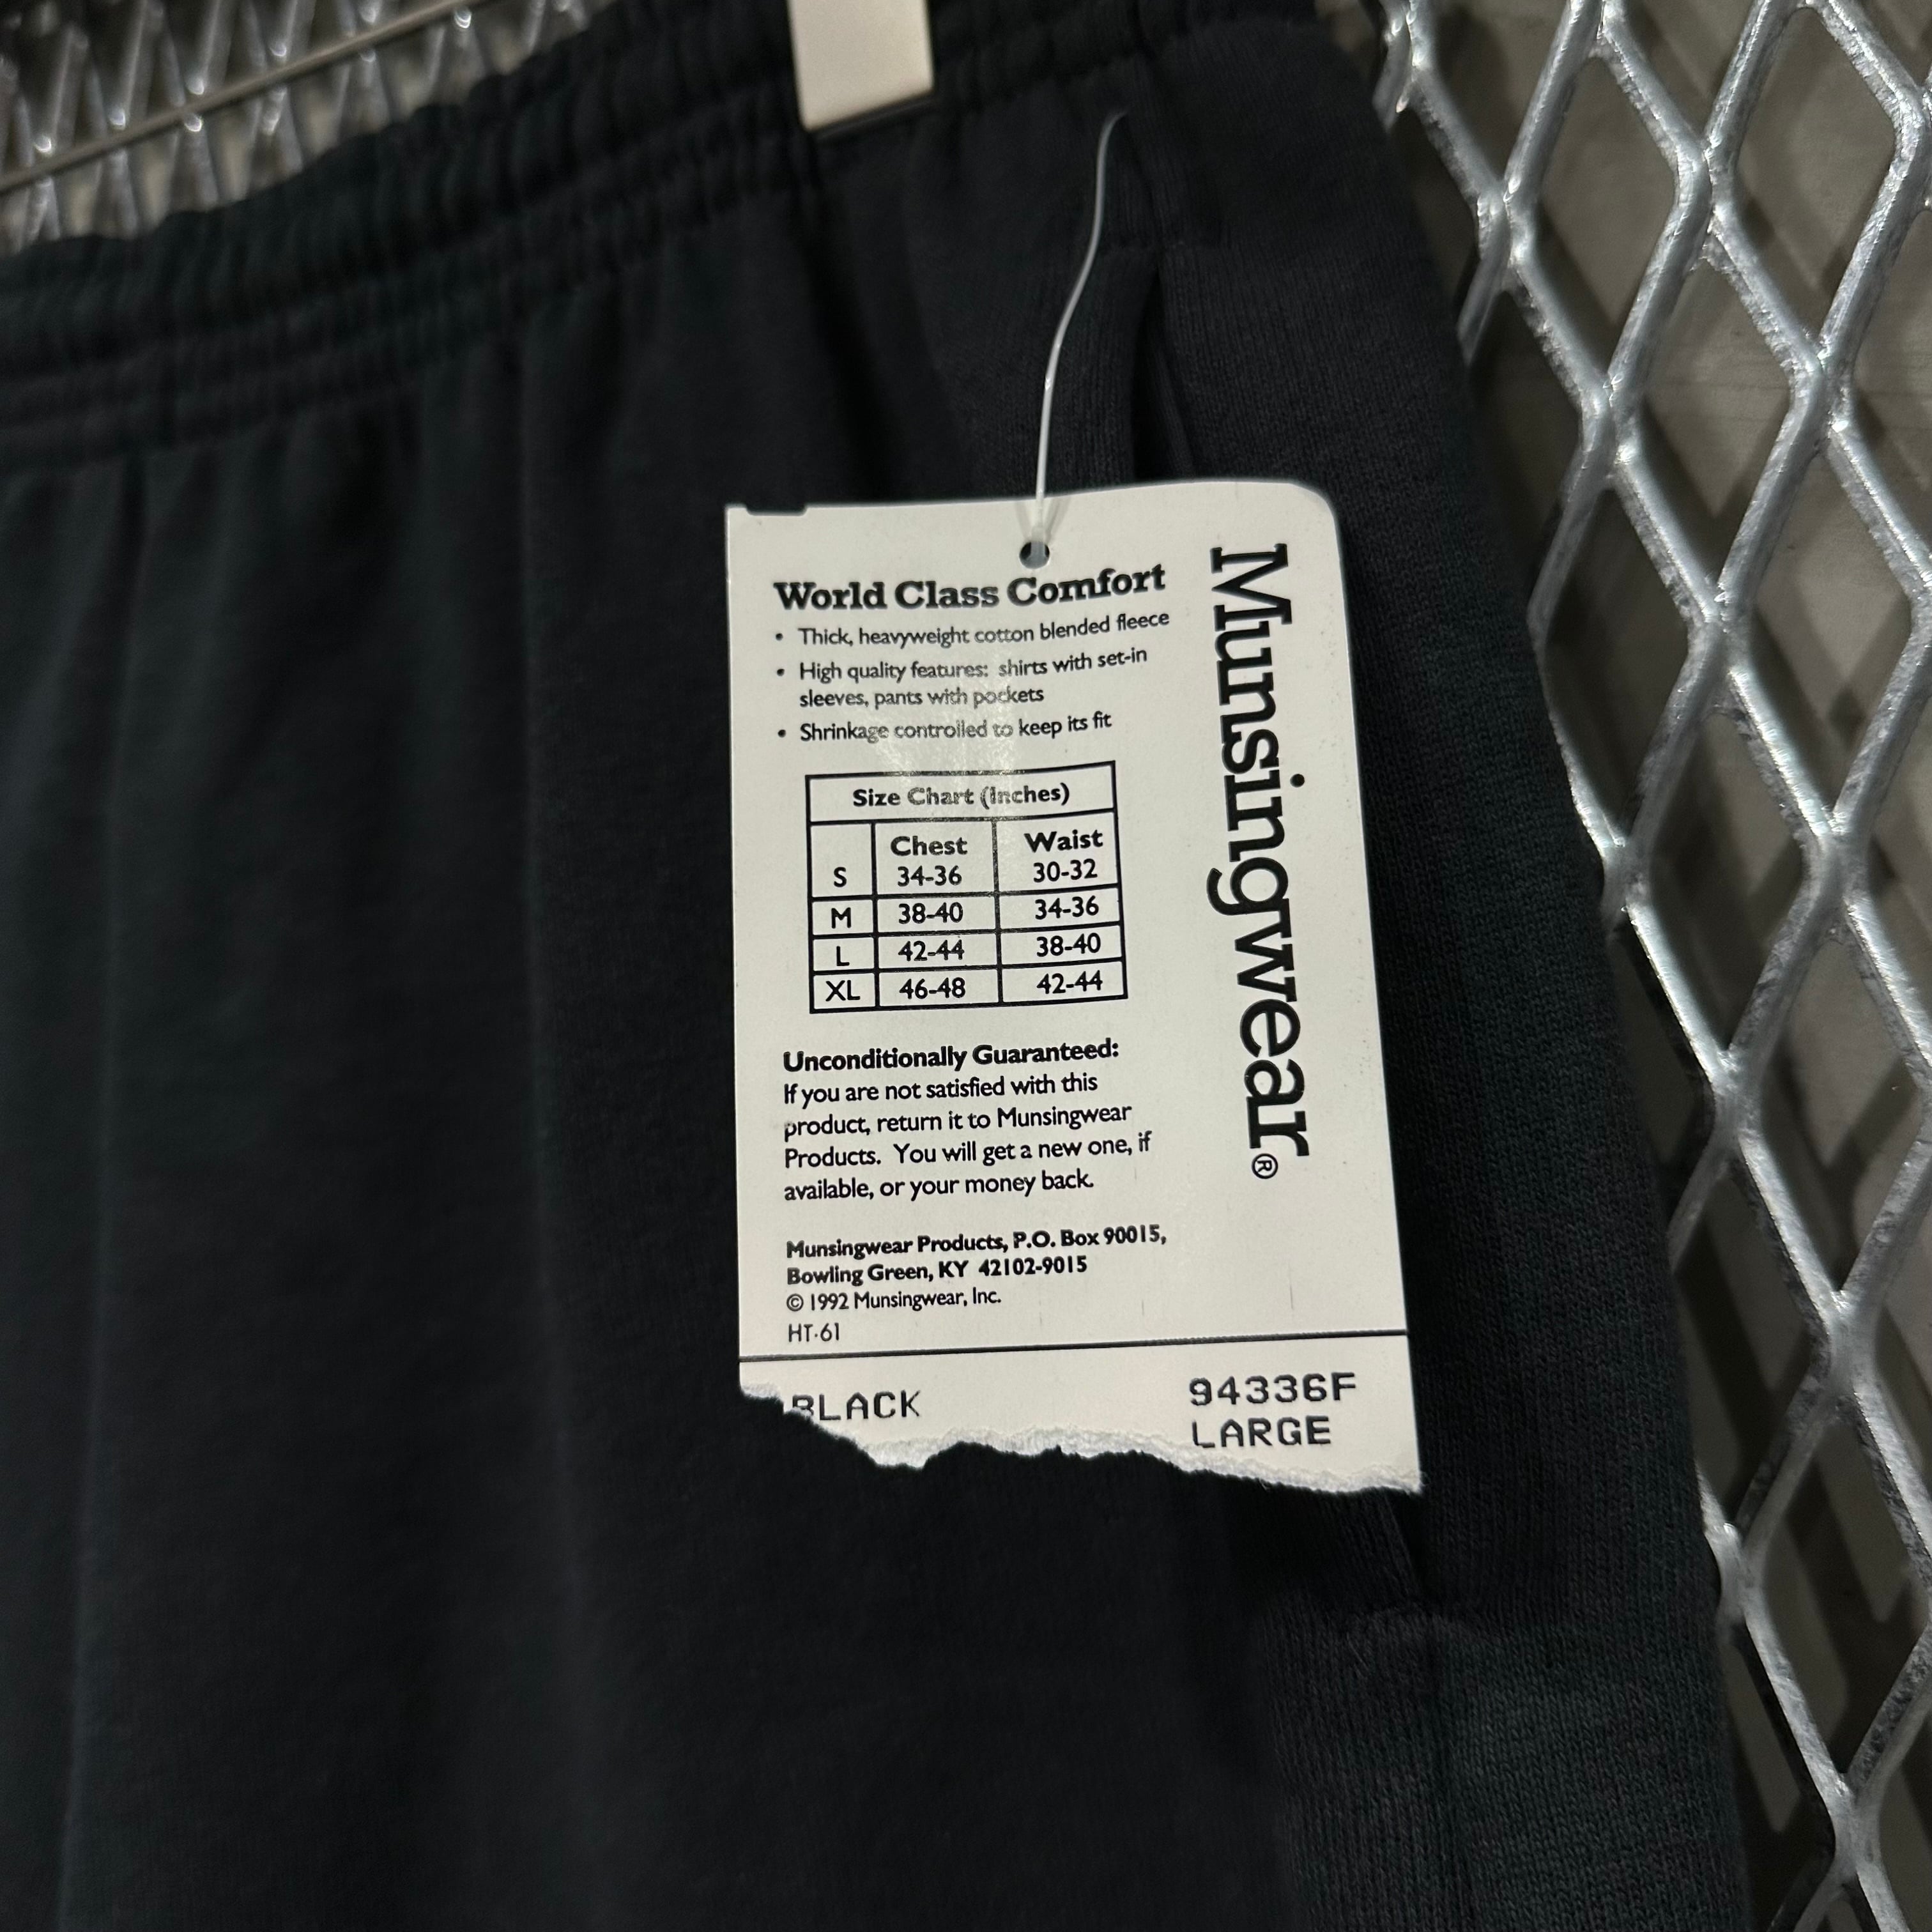 World Class Comfort
• Thick, heavyweight cotton blended fleece
• High quality features: shirts with set-in
sleeves, pants with pockets
• Shrinkage controlled to keep its fit
Size Chart (Inches)
Chest Waist
S 34-36 30-32
M 38-40 34-36
L 42-44 38-40
XL 46-48 42-44
Unconditionally Guaranteed:
If you are not satisfied with this
product, return it to Munsingwear
Products. You will get a new one, if
available, or your money back.
Munsingwear Products, P.O. Box 90015,
Bowling Green, KY 42102-9015
© 1992 Munsingwear, Inc.
HT-61
Munsingwear®
BLACK 94336F
LARGE